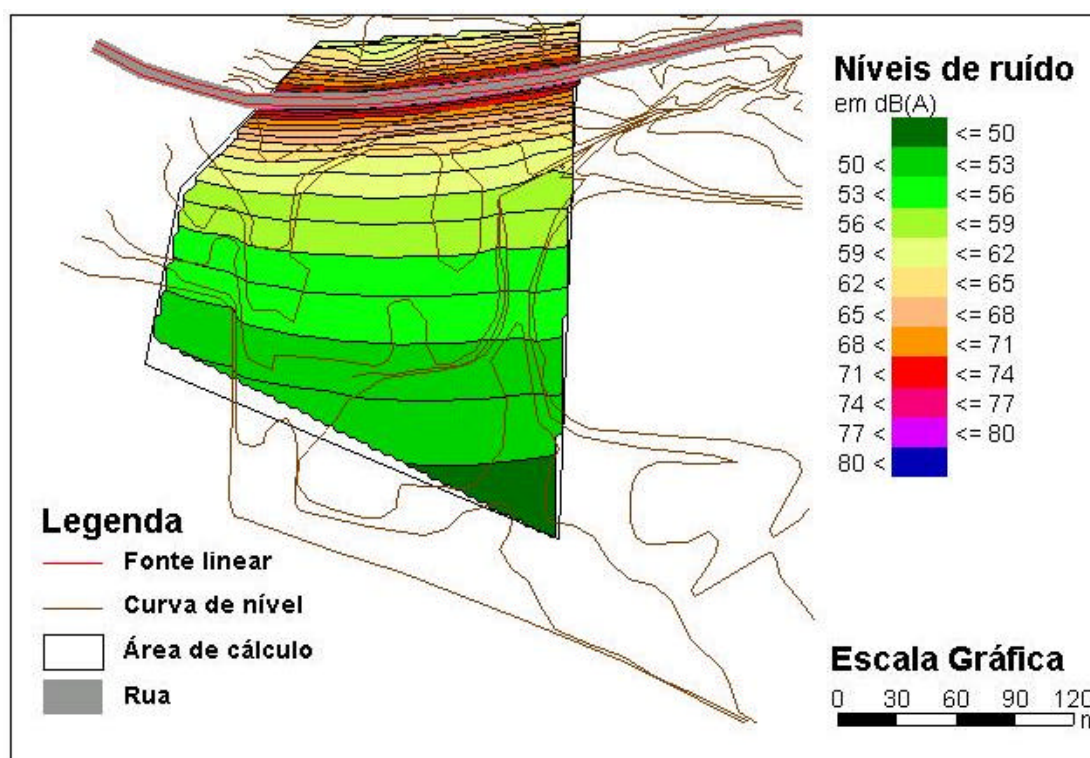 Níveis de ruído
em dB(A)
<= 50
50 < <= 53
53 < <= 56
56 < <= 59
59 < <= 62
62 < <= 65
65 < <= 68
68 < <= 71
71 < <= 74
74 < <= 77
77 < <= 80
80 <
Legenda
Fonte linear
Curva de nível
Área de cálculo
Rua
Escala Gráfica
0 30 60 90 120